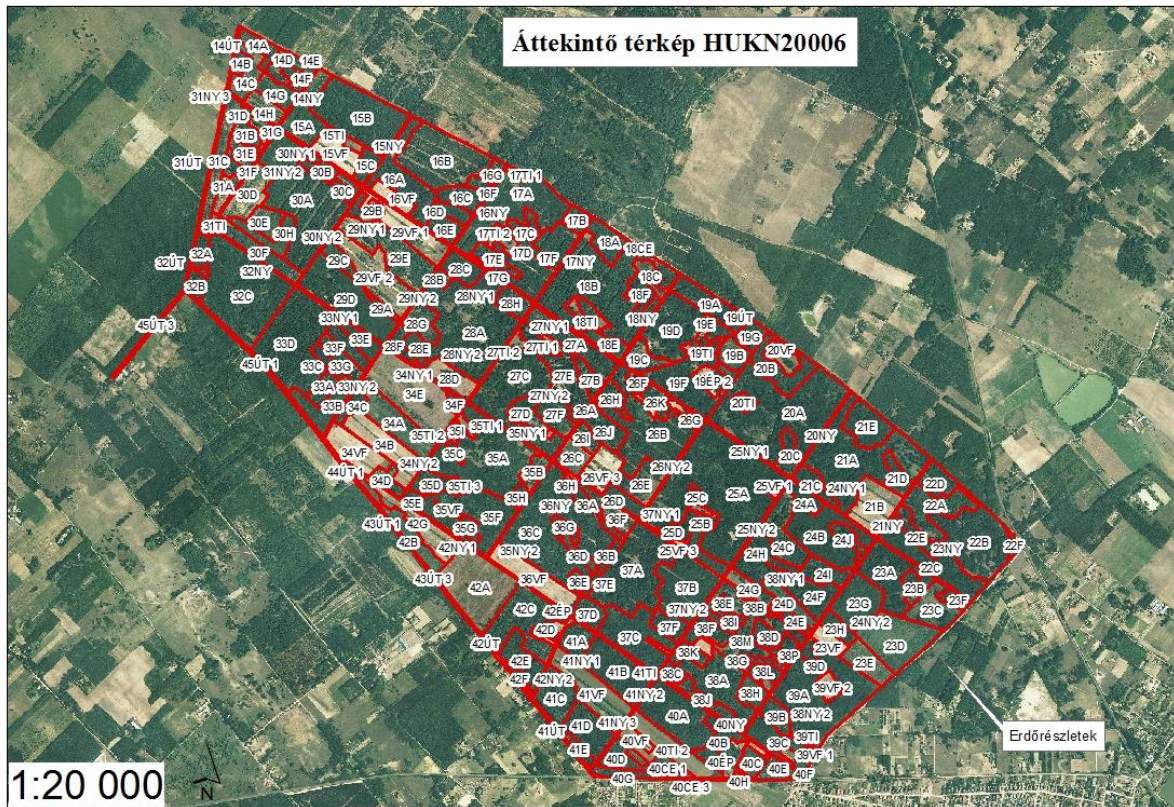 Áttekintő térkép HUKN20006
14ÚT 14A
14D 14E
14B
14F
14C
31NY 3 14G 14NY
31D 14H 15B
31B 31G 15A 15TI
31E 30NY 1 15VF 15NY
31ÚT 31C 31F 31NY 2 30B 15C 16B
31A 30D 30A 30C 16A 16G 17TI 1
16VF 16C 16F 17A
31TI 30E 29B 16D 16NY
30H 30NY 2 29NY 1 29VF 1 16E 17TI 2 17C 17B
32ÚT 32A 30F 29C 29E 17E 17D 17F 18A 18CE
32NY 29VF 2 28B 28C 17G 17NY
32B 32C 29D 29NY 2 28NY 1 28H 18B 18F 18C
45ÚT 3 33NY 1 29A 28G 28A 27NY 1 18TI 18NY 19A
33D 33F 33E 28F 28E 28NY 2 27TI 2 27TI 1 27A 18E 19D 19E 19ÚT
45ÚT 1 33C 33G 34NY 1 28D 27C 27E 27B 19C 19TI 19B 19G 20VF
33A 33NY 2 34E 27NY 2 26F 19F 19ÉP 2 20B
33B 34C 34F 27D 27F 26A 26H 26K 20TI 20A
34A 35TI 2 35I 35TI 1 35NY 1 26I 26J 26B 26G 20NY 21E
34VF 34B 34NY 2 35C 35A 35B 26C 26NY 2 25NY 1 20C 21A
44ÚT 1 34D 35D 35TI 3 35H 36H 26VF 3 26E 25A 25VF 1 21C 24NY 1 21D 22D
35E 35VF 35F 36NY 36A 26D 25C 24A 21B 22A
43ÚT 1 42G 35G 36C 36G 36F 37NY 1 25B 25NY 2 24B 24J 21NY
42B 42NY 1 35NY 2 36D 36B 25D 25VF 3 24H 24C 22E 23NY 22B 22F
43ÚT 3 42A 36VF 36E 37E 37A 37B 24G 38NY 1 24I 23A 22C
42C 42ÉP 37D 37NY 2 38E 38B 24D 24F 23G 23B 23C 23F
42ÚT 42D 41A 37C 37F 38F 38I 24E 23H 24NY 2
42E 41NY 1 38K 38M 38D 38P 23VF 23D
42F 42NY 2 41B 41TI 38C 38G 38L 39D 23E
41C 41VF 41NY 2 38A 38H 39A 39VF 2
41ÚT 41D 41NY 3 40A 38J 40NY 39B 38NY 2
41E 40VF 40TI 2 40B 39C 39TI
40D 40CE 1 40ÉP 40C 40E 39VF 1
40G 40CE 3 40H 40F
Erdőrészletek
1:20 000
N